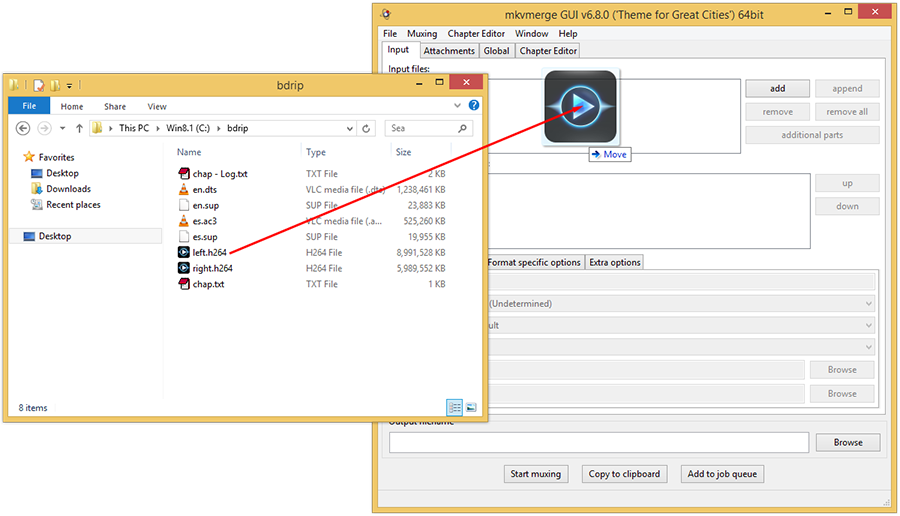 mkvmerge GUI v6.8.0 ('Theme for Great Cities') 64bit
File Muxing Chapter Editor Window Help
Input Attachments Global Chapter Editor
Input files:
add append
remove remove all
additional parts
Move
up
down
Format specific options Extra options
(Undetermined)
ult
Browse
Browse
Output filename
Browse
Start muxing Copy to clipboard Add to job queue
bdrip
File Home Share View
This PC Win8.1 (C:) bdrip Sea
Favorites
Desktop
Downloads
Recent places
Desktop
Name Type Size
chap - Log.txt TXT File 2 KB
en.dts VLC media file (.dts) 1,238,461 KB
en.sup SUP File 23,883 KB
es.ac3 VLC media file (.a... 525,260 KB
es.sup SUP File 19,955 KB
left.h264 H264 File 8,991,528 KB
right.h264 H264 File 5,989,552 KB
chap.txt TXT File 1 KB
8 items